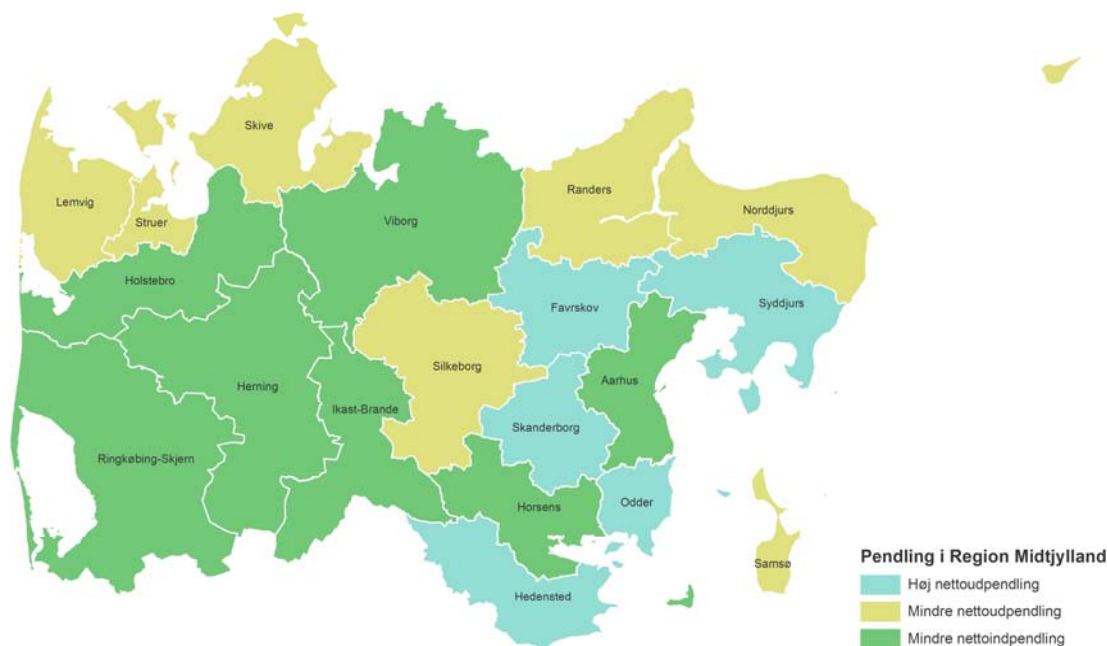 Skive
Lemvig
Struer
Randers
Norddjurs
Viborg
Holstebro
Favrskov
Syddjurs
Silkeborg
Aarhus
Herning
Ikast-Brande
Skanderborg
Ringkøbing-Skjern
Horsens
Odder
Samsø
Hedensted
Pendling i Region Midtjylland
Høj nettoudpendling
Mindre nettoudpendling
Mindre nettoindpendling